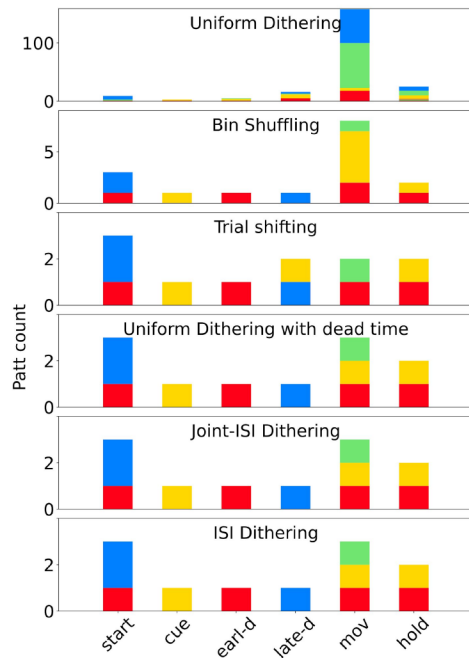 Uniform Dithering
100
0
Bin Shuffling
5
0
Trial shifting
2
0
Patt count
Uniform Dithering with dead time
2
0
Joint-ISI Dithering
2
0
ISI Dithering
2
0
start cue earl-d late-d mov hold